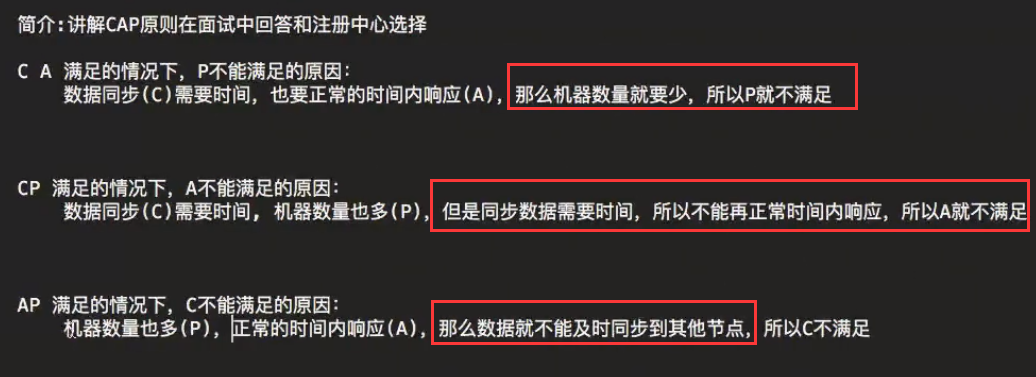 简介:讲解CAP原则在面试中回答和注册中心选择
C A 满足的情况下，P不能满足的原因：
数据同步(C)需要时间，也要正常的时间内响应(A)，那么机器数量就要少，所以P就不满足
CP 满足的情况下，A不能满足的原因：
数据同步(C)需要时间, 机器数量也多(P)，但是同步数据需要时间，所以不能再正常时间内响应，所以A就不满足
AP 满足的情况下，C不能满足的原因：
机器数量也多(P)，正常的时间内响应(A)，那么数据就不能及时同步到其他节点，所以C不满足